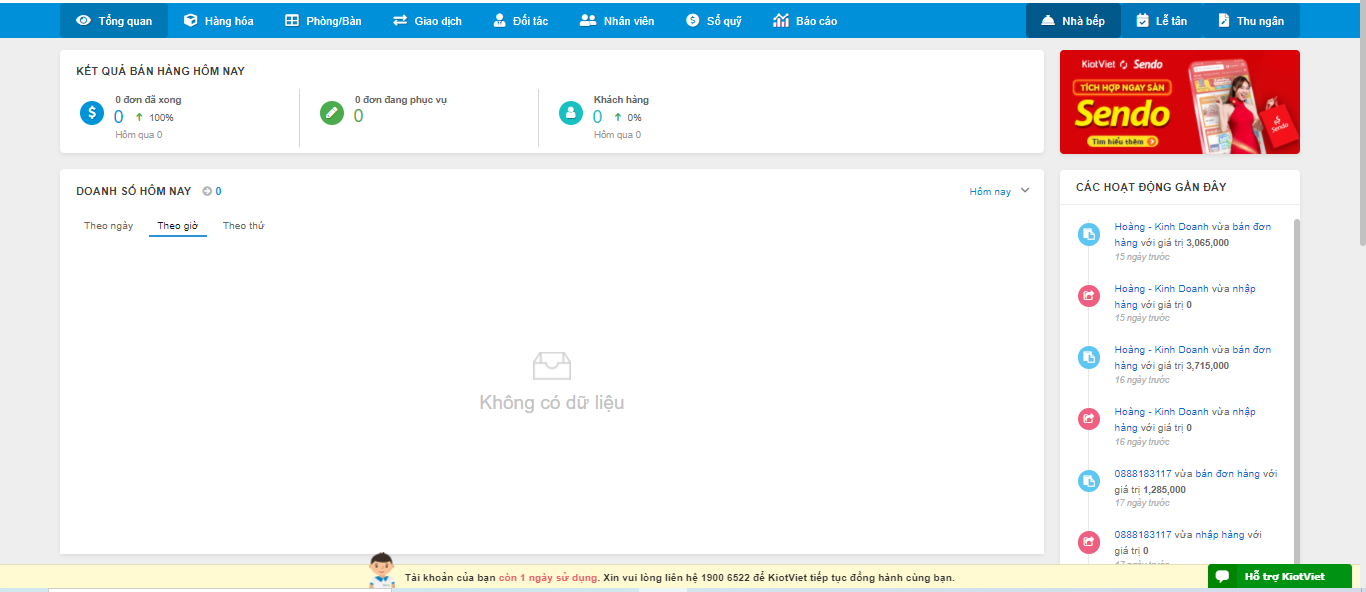 Tổng quan
Hàng hóa
Phòng/Bàn
Giao dịch
Đối tác
Nhân viên
Sổ quỹ
Báo cáo
Nhà bếp
Lễ tân
Thu ngân
KẾT QUẢ BÁN HÀNG HÔM NAY
0 đơn đã xong
0 100%
Hôm qua 0
0 đơn đang phục vụ
0
Khách hàng
0 0%
Hôm qua 0
KiotViet Sendo
TÍCH HỢP NGAY SÀN
Sendo
Tìm hiểu thêm
Sendo
DOANH SỐ HÔM NAY 0
Hôm nay
Theo ngày
Theo giờ
Theo thứ
Không có dữ liệu
CÁC HOẠT ĐỘNG GẦN ĐÂY
Hoàng - Kinh Doanh vừa bán đơn
hàng với giá trị 3,065,000
15 ngày trước
Hoàng - Kinh Doanh vừa nhập
hàng với giá trị 0
15 ngày trước
Hoàng - Kinh Doanh vừa bán đơn
hàng với giá trị 3,715,000
16 ngày trước
Hoàng - Kinh Doanh vừa nhập
hàng với giá trị 0
16 ngày trước
0888183117 vừa bán đơn hàng với
giá trị 1,285,000
17 ngày trước
0888183117 vừa nhập hàng với
giá trị 0
17 ngày trước
Tài khoản của bạn còn 1 ngày sử dụng. Xin vui lòng liên hệ 1900 6522 để KiotViet tiếp tục đồng hành cùng bạn.
Hỗ trợ KiotViet